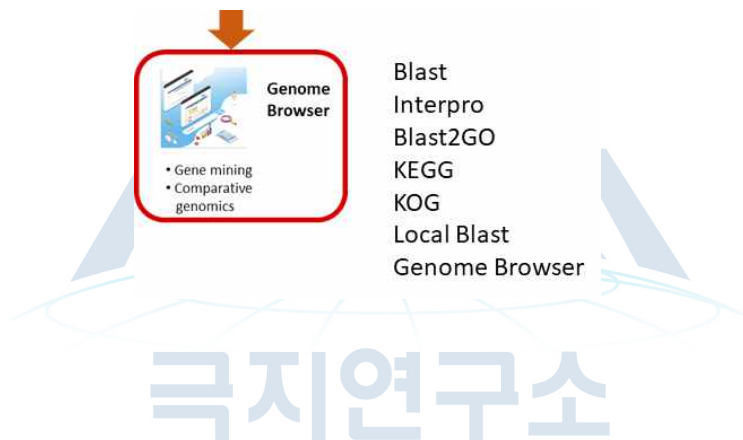 Genome
Browser
• Gene mining
• Comparative
genomics
Blast
Interpro
Blast2GO
KEGG
KOG
Local Blast
Genome Browser
극지연구소